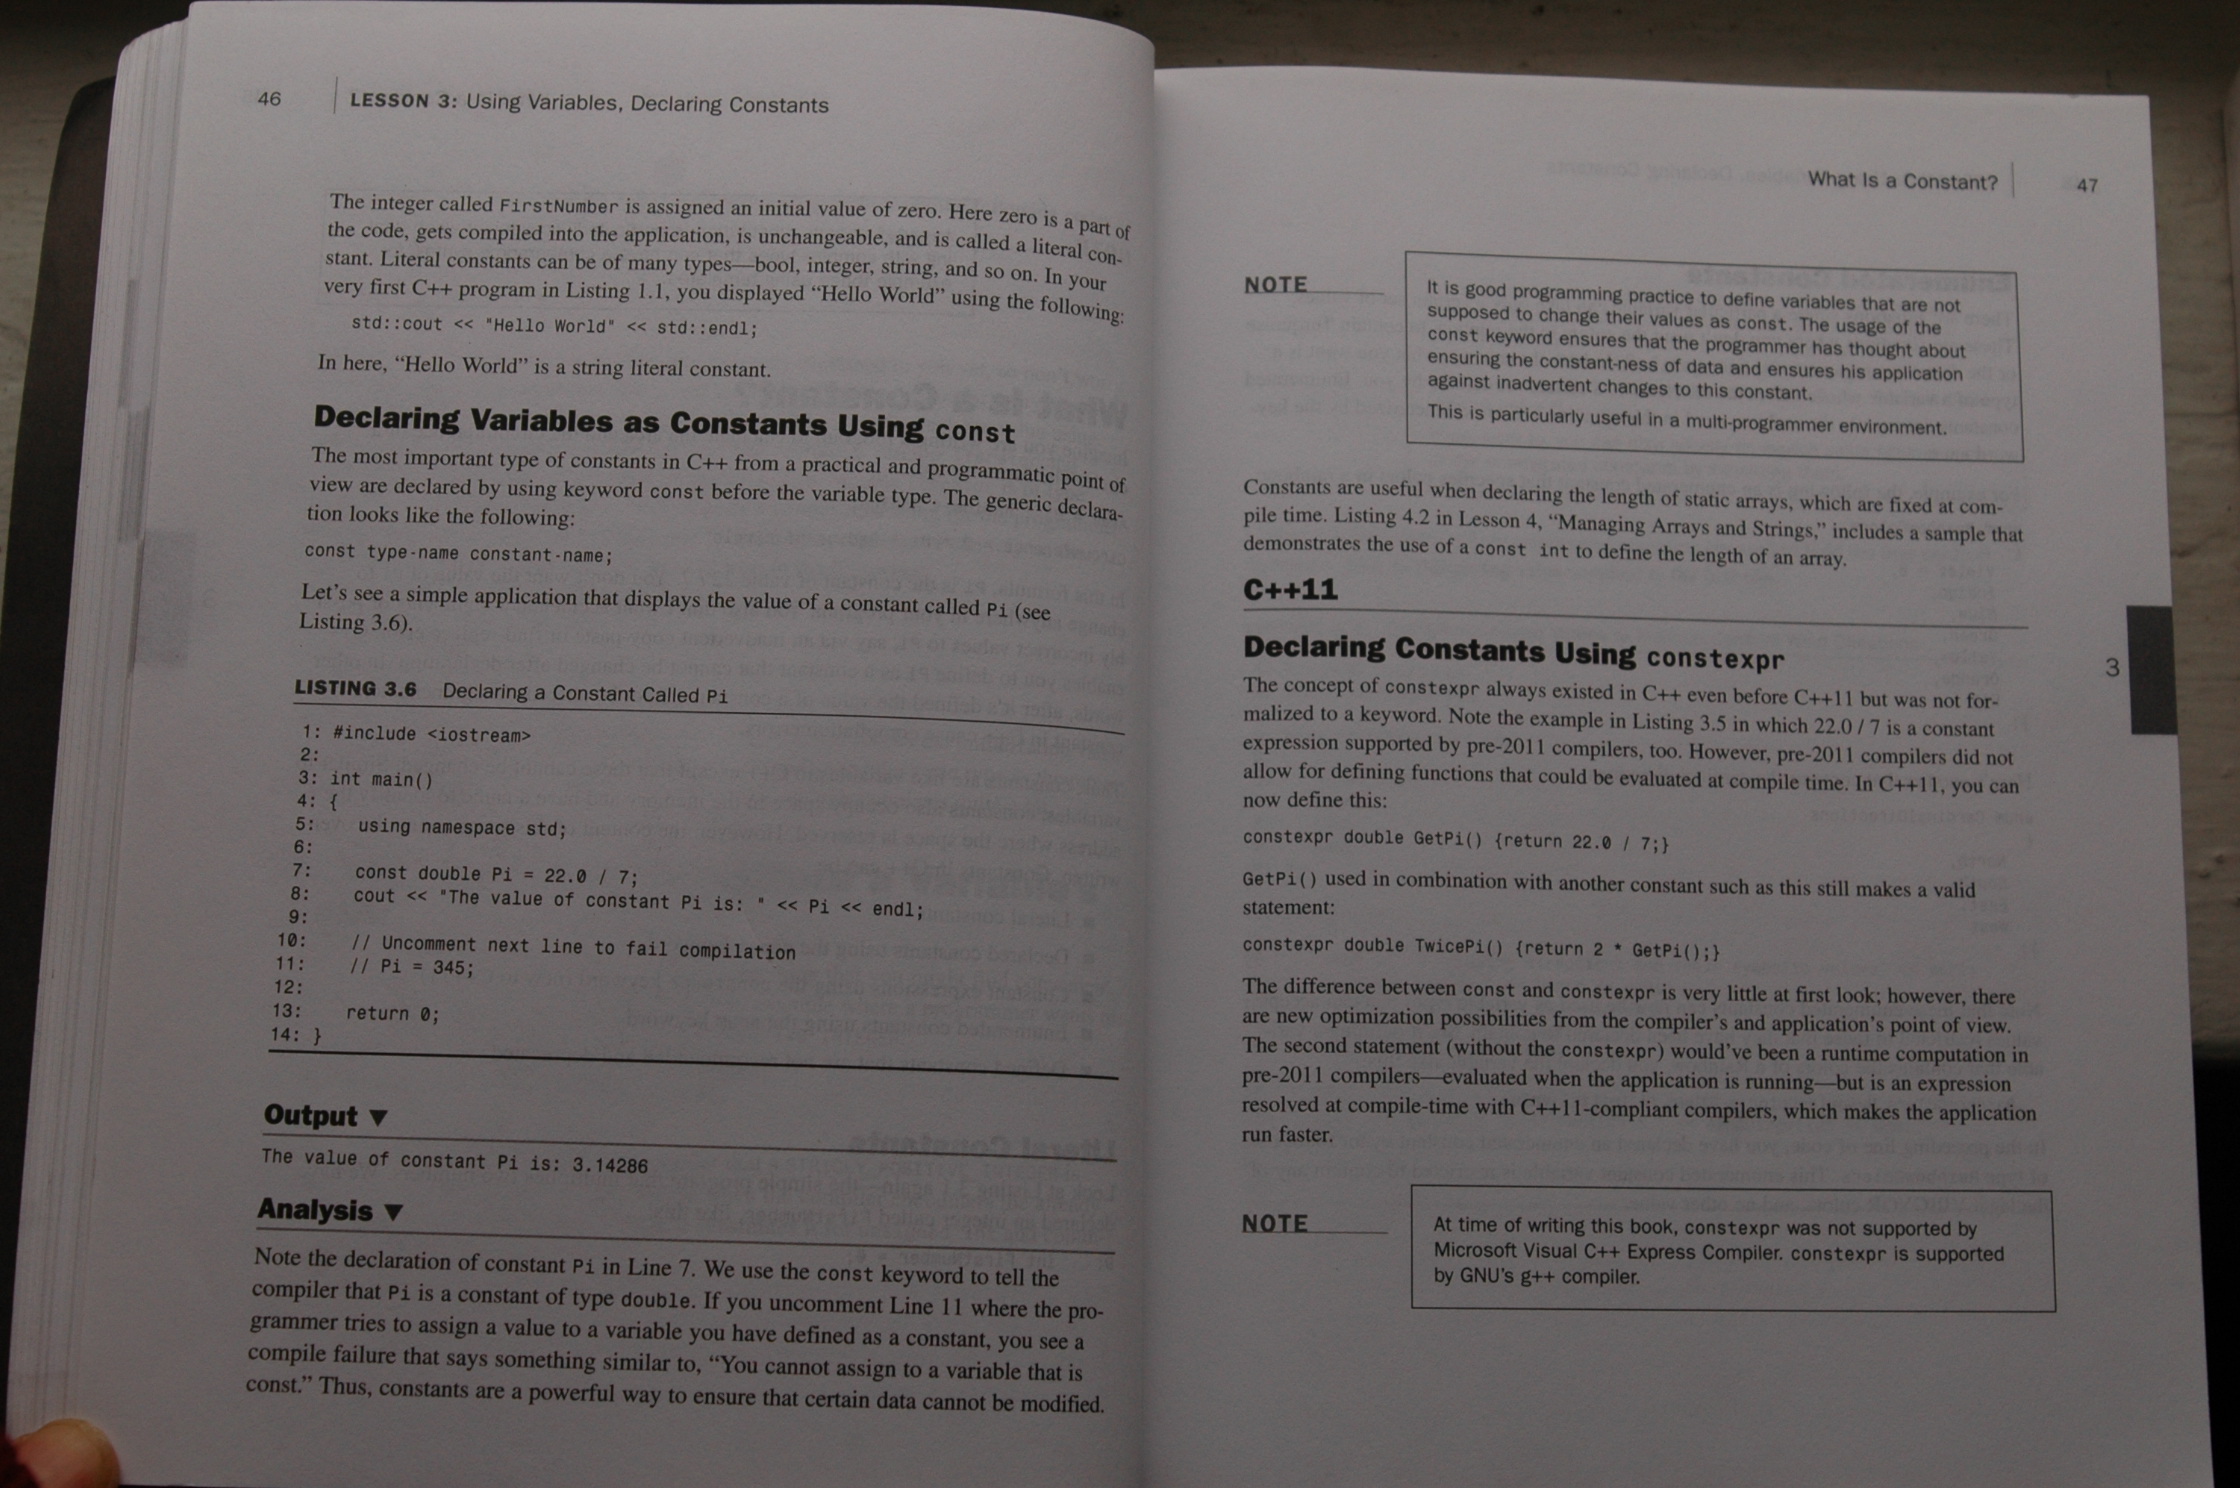 46
LESSON 3: Using Variables, Declaring Constants
The integer called FirstNumber is assigned an initial value of zero. Here zero is a part of
the code, gets compiled into the application, is unchangeable, and is called a literal con-
stant. Literal constants can be of many types—bool, integer, string, and so on. In your
very first C++ program in Listing 1.1, you displayed “Hello World” using the following:
std::cout << "Hello World" << std::endl;
In here, “Hello World” is a string literal constant.
Declaring Variables as Constants Using const
The most important type of constants in C++ from a practical and programmatic point of
view are declared by using keyword const before the variable type. The generic declara-
tion looks like the following:
const type-name constant-name;
Let’s see a simple application that displays the value of a constant called Pi (see
Listing 3.6).
LISTING 3.6 Declaring a Constant Called Pi
1: #include <iostream>
2:
3: int main()
4: {
5:   using namespace std;
6:
7:   const double Pi = 22.0 / 7;
8:   cout << "The value of constant Pi is: " << Pi << endl;
9:
10:   // Uncomment next line to fail compilation
11:   // Pi = 345;
12:
13:   return 0;
14: }
Output ▼
The value of constant Pi is: 3.14286
Analysis ▼
Note the declaration of constant Pi in Line 7. We use the const keyword to tell the
compiler that Pi is a constant of type double. If you uncomment Line 11 where the pro-
grammer tries to assign a value to a variable you have defined as a constant, you see a
compile failure that says something similar to, “You cannot assign to a variable that is
const.” Thus, constants are a powerful way to ensure that certain data cannot be modified.
What Is a Constant?
47
NOTE
It is good programming practice to define variables that are not
supposed to change their values as const. The usage of the
const keyword ensures that the programmer has thought about
ensuring the constant-ness of data and ensures his application
against inadvertent changes to this constant.
This is particularly useful in a multi-programmer environment.
Constants are useful when declaring the length of static arrays, which are fixed at com-
pile time. Listing 4.2 in Lesson 4, “Managing Arrays and Strings,” includes a sample that
demonstrates the use of a const int to define the length of an array.
C++11
Declaring Constants Using constexpr
3
The concept of constexpr always existed in C++ even before C++11 but was not for-
malized to a keyword. Note the example in Listing 3.5 in which 22.0 / 7 is a constant
expression supported by pre-2011 compilers, too. However, pre-2011 compilers did not
allow for defining functions that could be evaluated at compile time. In C++11, you can
now define this:
constexpr double GetPi() {return 22.0 / 7;}
GetPi() used in combination with another constant such as this still makes a valid
statement:
constexpr double TwicePi() {return 2 * GetPi();}
The difference between const and constexpr is very little at first look; however, there
are new optimization possibilities from the compiler’s and application’s point of view.
The second statement (without the constexpr) would’ve been a runtime computation in
pre-2011 compilers—evaluated when the application is running—but is an expression
resolved at compile-time with C++11-compliant compilers, which makes the application
run faster.
NOTE
At time of writing this book, constexpr was not supported by
Microsoft Visual C++ Express Compiler. constexpr is supported
by GNU’s g++ compiler.